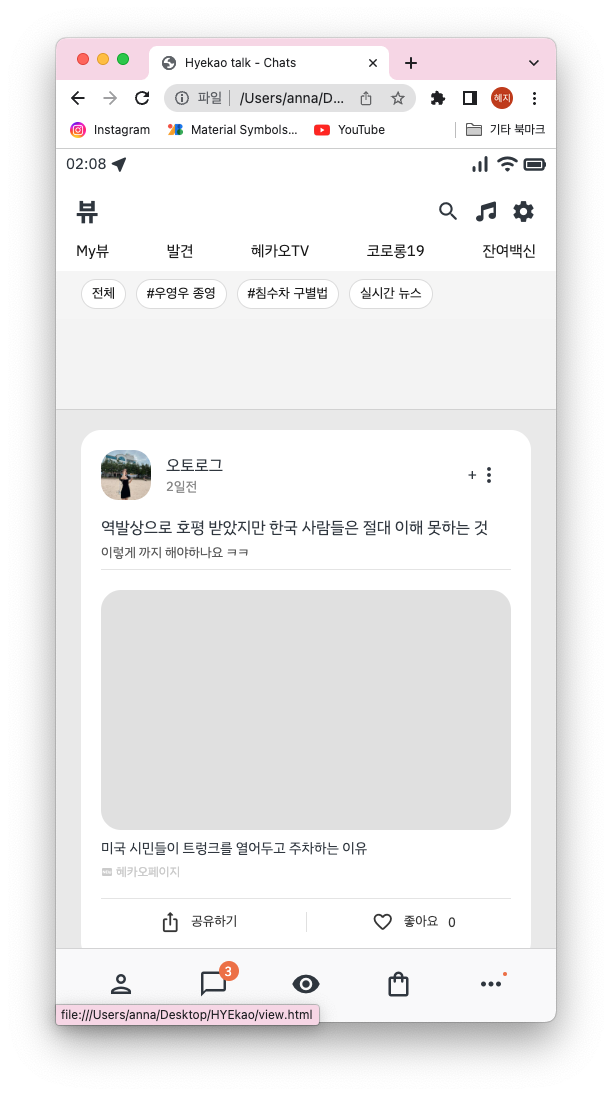 Hyekao talk - Chats
파일 /Users/anna/D... 혜지
Instagram Material Symbols... YouTube 기타 북마크
02:08
뷰
My뷰 발견 혜카오TV 코로롱19 잔여백신
전체 #우영우 종영 #침수차 구별법 실시간 뉴스
오토로그
2일전
+
역발상으로 호평 받았지만 한국 사람들은 절대 이해 못하는 것
이렇게 까지 해야하나요 ㅋㅋ
미국 시민들이 트렁크를 열어두고 주차하는 이유
혜카오페이지
공유하기 좋아요 0
3
file:///Users/anna/Desktop/HYEkao/view.html